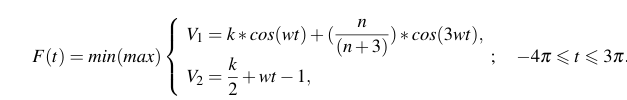 F(t) = min(max) { V₁ = k * cos(wt) + (n/(n+3)) * cos(3wt),
V₂ = k/2 + wt − 1, ; −4π ⩽ t ⩽ 3π.